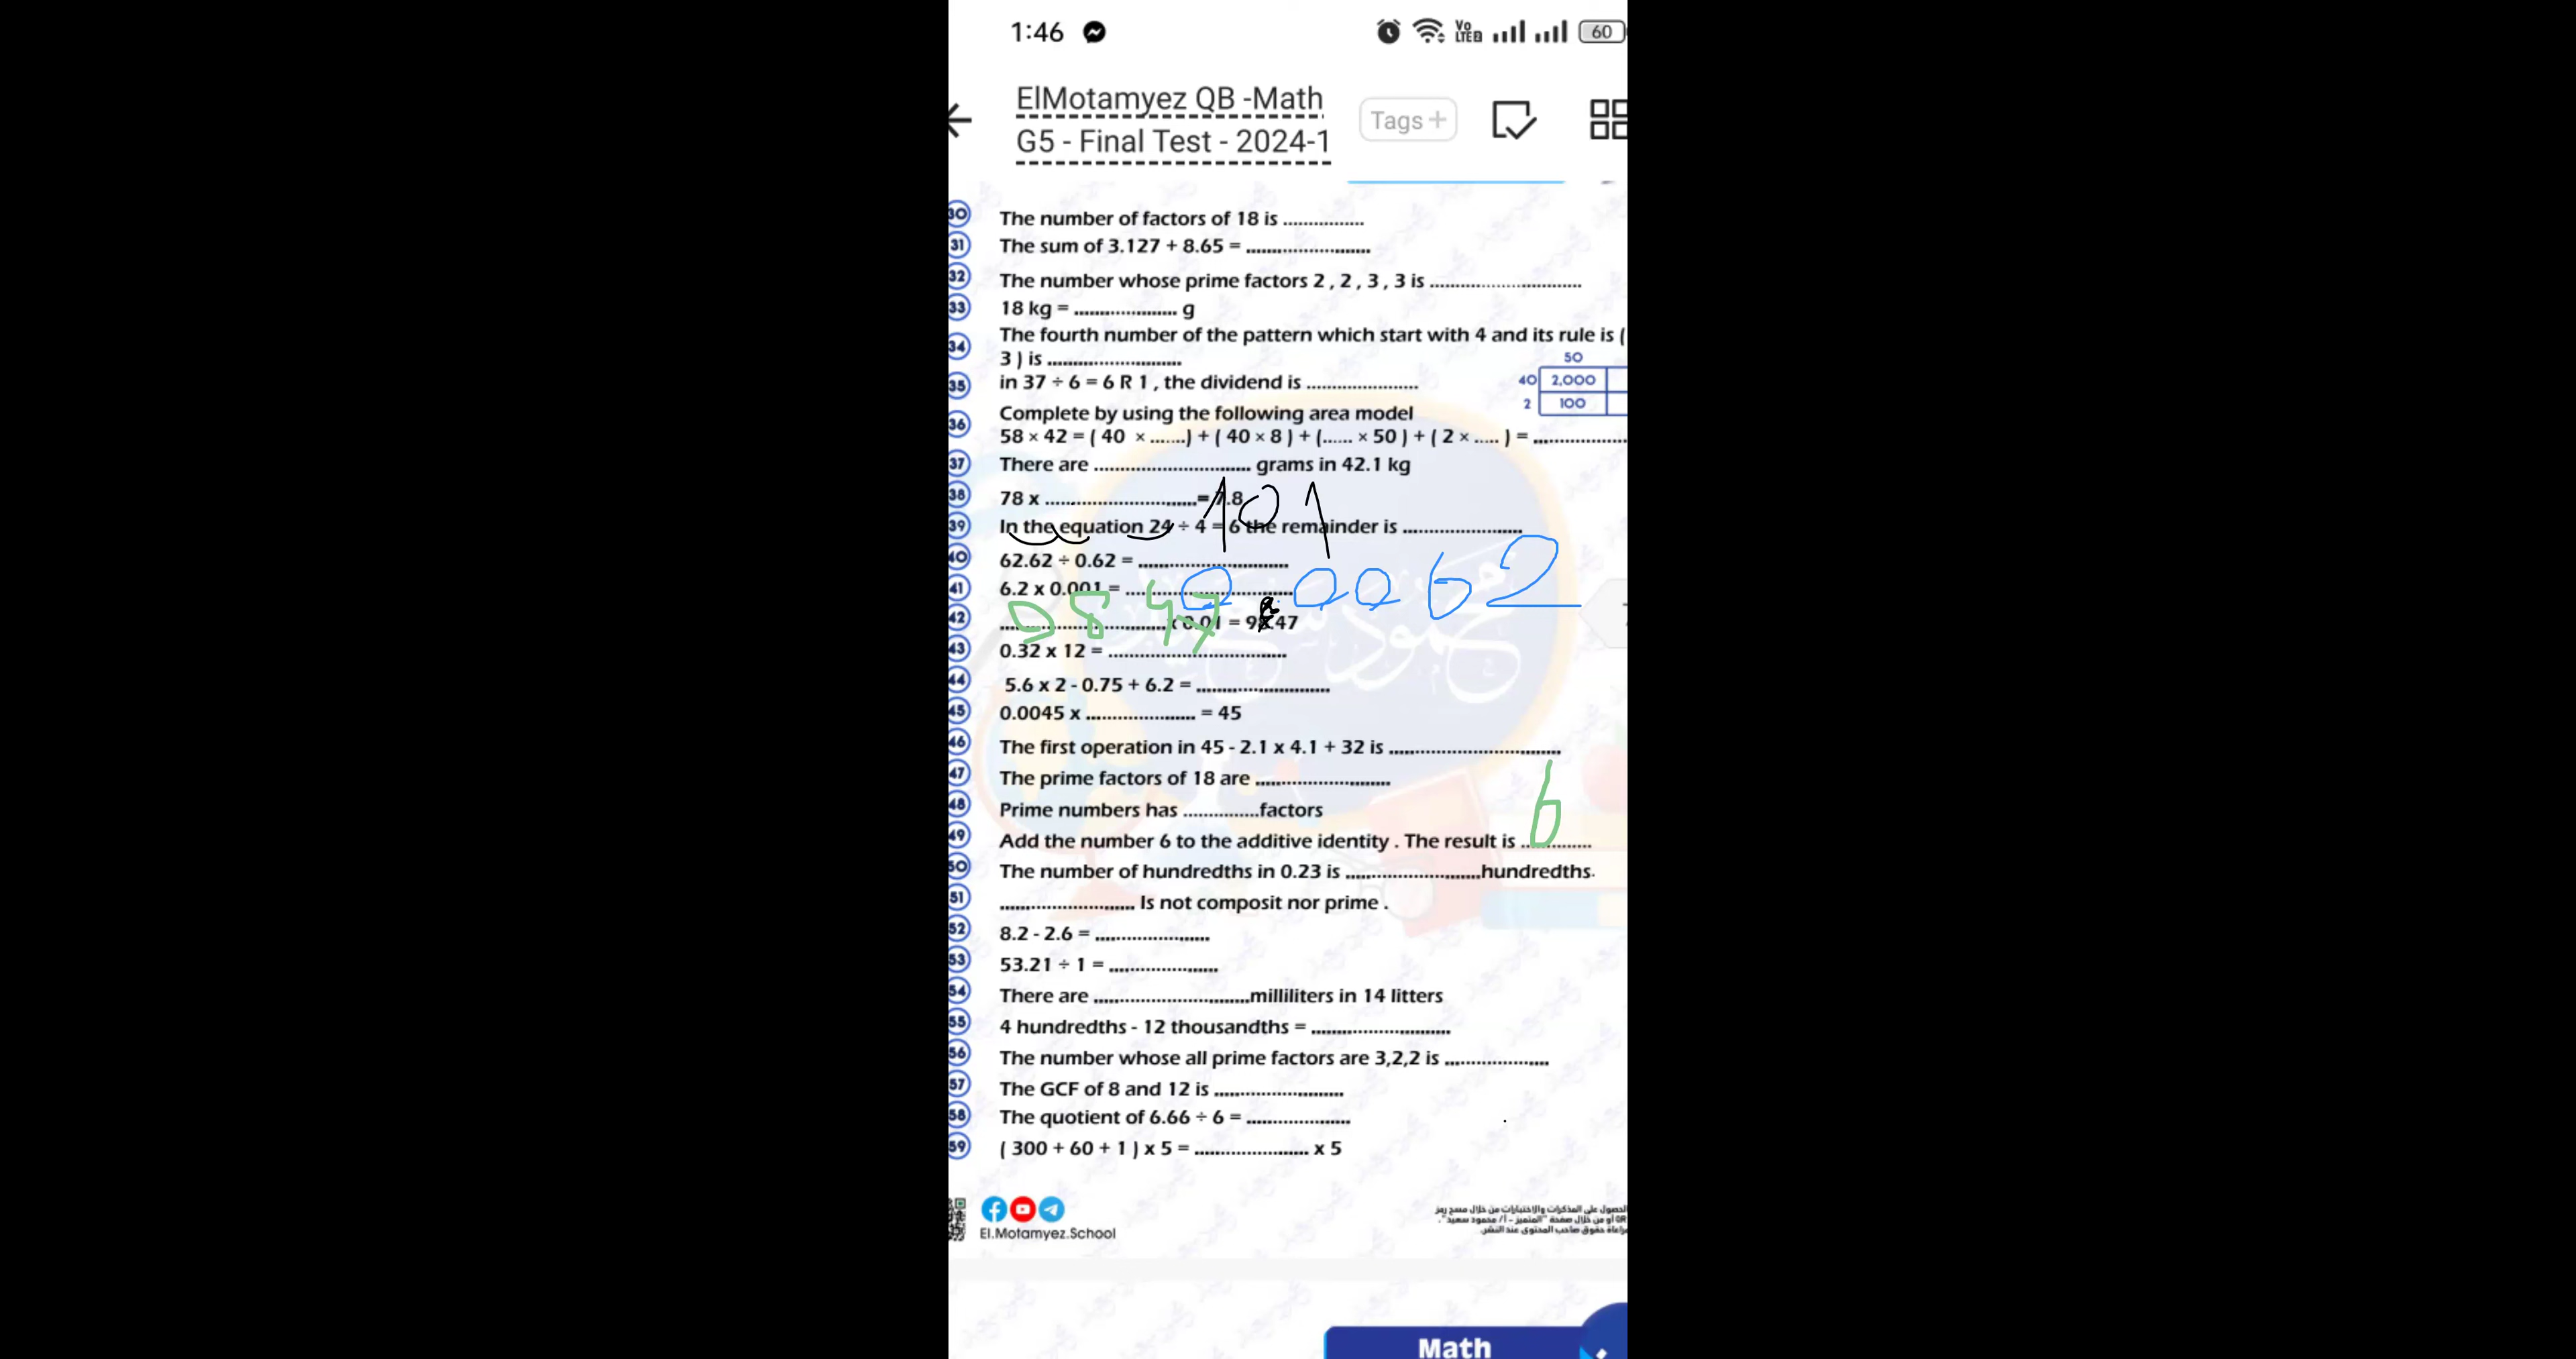 1:46 Vo LTE2 60
ElMotamyez QB -Math
G5 - Final Test - 2024-1
Tags +
30 The number of factors of 18 is ................
31 The sum of 3.127 + 8.65 = ........................
32 The number whose prime factors 2 , 2 , 3 , 3 is ..............................
33 18 kg = .................... g
34 The fourth number of the pattern which start with 4 and its rule is (
3 ) is ..........................
50
35 in 37 ÷ 6 = 6 R 1 , the dividend is ......................
40 2,000
2 100
36 Complete by using the following area model
58 × 42 = ( 40 × .......) + ( 40 × 8 ) + (...... × 50 ) + ( 2 × ..... ) = ..................
37 There are ............................... grams in 42.1 kg
38 78 x ..............................= 7.8
101
39 In the equation 24 ÷ 4 = 6 the remainder is .......................
40 62.62 ÷ 0.62 = .............................
0.0062
41 6.2 x 0.001 = ................................
9847
42 ................................ x 0.01 = 98.47
43 0.32 x 12 = ...................................
44 5.6 x 2 - 0.75 + 6.2 = ..........................
45 0.0045 x ..................... = 45
46 The first operation in 45 - 2.1 x 4.1 + 32 is .................................
47 The prime factors of 18 are ..........................
48 Prime numbers has ...............factors
6
49 Add the number 6 to the additive identity . The result is ..............
50 The number of hundredths in 0.23 is ..........................hundredths.
51 .......................... Is not composit nor prime .
52 8.2 - 2.6 = ......................
53 53.21 ÷ 1 = .....................
54 There are ..............................milliliters in 14 litters
55 4 hundredths - 12 thousandths = ...........................
56 The number whose all prime factors are 3,2,2 is ....................
57 The GCF of 8 and 12 is .........................
58 The quotient of 6.66 ÷ 6 = ....................
59 ( 300 + 60 + 1 ) x 5 = ...................... x 5
El.Motamyez.School
Math